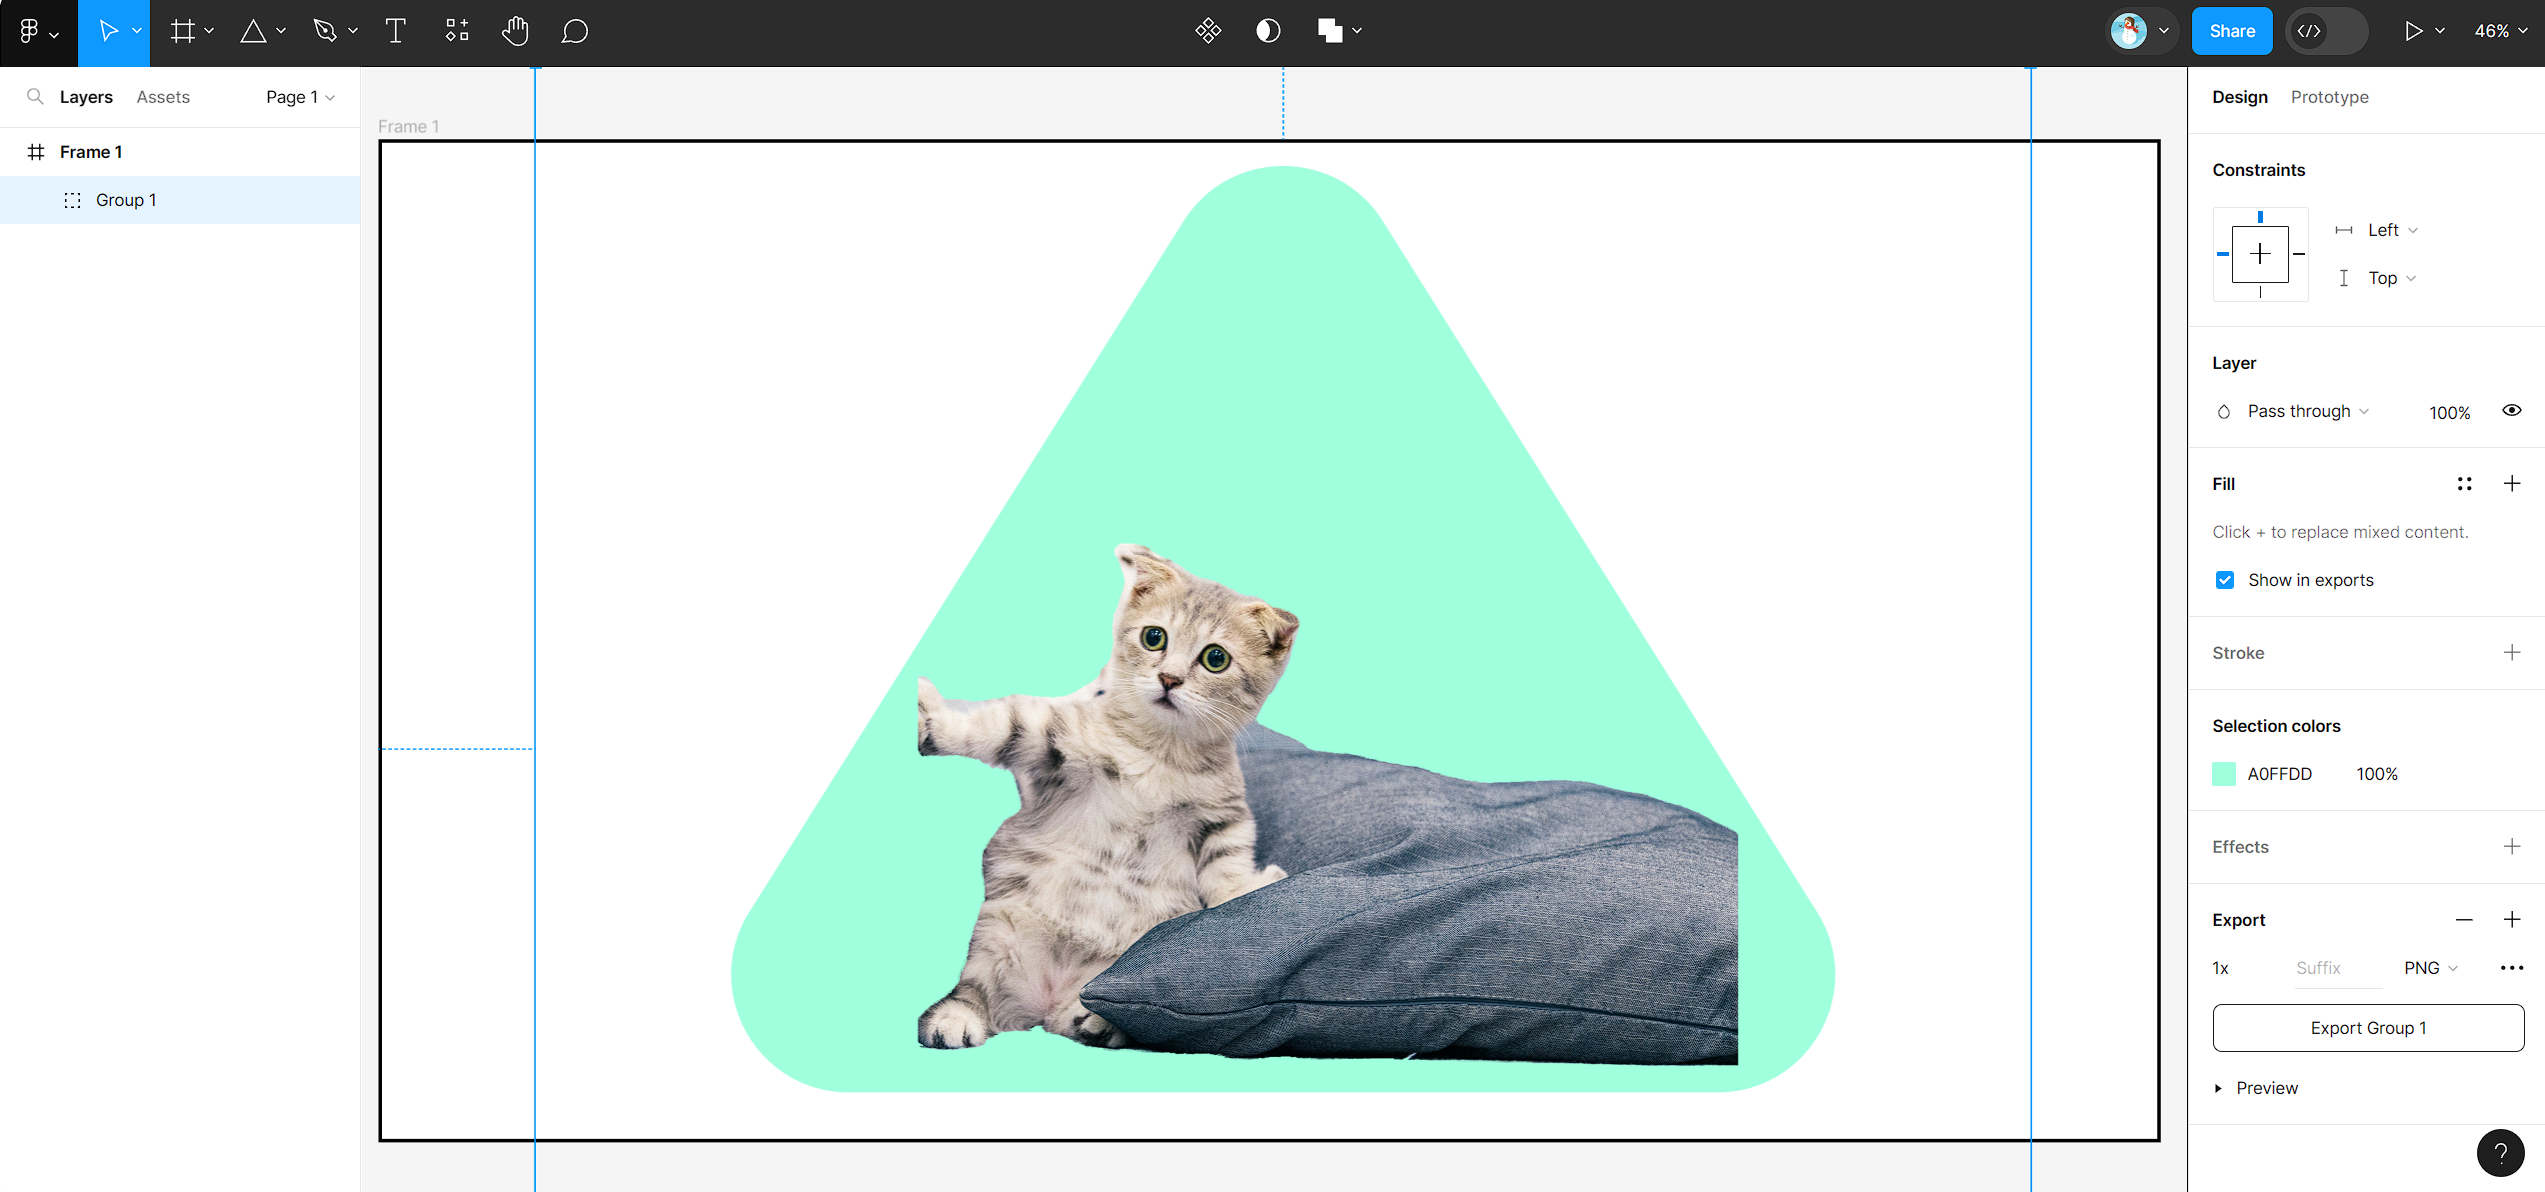 Share
</>
46%
Layers
Assets
Page 1
Frame 1
Group 1
Frame 1
Design
Prototype
Constraints
Left
Top
Layer
Pass through
100%
Fill
Click + to replace mixed content.
Show in exports
Stroke
Selection colors
A0FFDD
100%
Effects
Export
1x
Suffix
PNG
Export Group 1
Preview
?